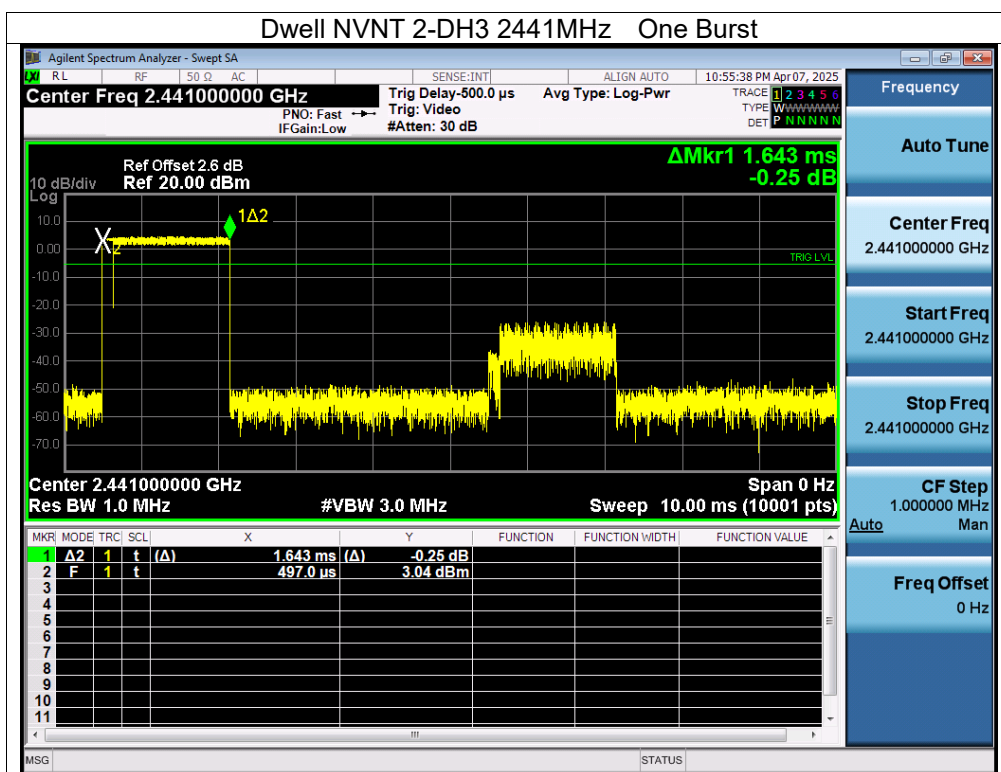 Dwell NVNT 2-DH3 2441MHz One Burst
Agilent Spectrum Analyzer - Swept SA
LXI RL RF 50 Ω AC SENSE:INT ALIGN AUTO 10:55:38 PM Apr 07, 2025
Center Freq 2.441000000 GHz Trig Delay-500.0 µs Avg Type: Log-Pwr TRACE 1 2 3 4 5 6
PNO: Fast Trig: Video TYPE WWWWWWW
IFGain:Low #Atten: 30 dB DET P N N N N N
Frequency
Auto Tune
Center Freq
2.441000000 GHz
Start Freq
2.441000000 GHz
Stop Freq
2.441000000 GHz
CF Step
1.000000 MHz
Auto Man
Freq Offset
0 Hz
ΔMkr1 1.643 ms
-0.25 dB
Ref Offset 2.6 dB
10 dB/div Ref 20.00 dBm
Log
10.0
0.00
-10.0
-20.0
-30.0
-40.0
-50.0
-60.0
-70.0
1Δ2
X2
TRIG LVL
Center 2.441000000 GHz Span 0 Hz
Res BW 1.0 MHz #VBW 3.0 MHz Sweep 10.00 ms (10001 pts)
MKR MODE TRC SCL X Y FUNCTION FUNCTION WIDTH FUNCTION VALUE
1 Δ2 1 t (Δ) 1.643 ms (Δ) -0.25 dB
2 F 1 t 497.0 µs 3.04 dBm
3
4
5
6
7
8
9
10
11
MSG STATUS